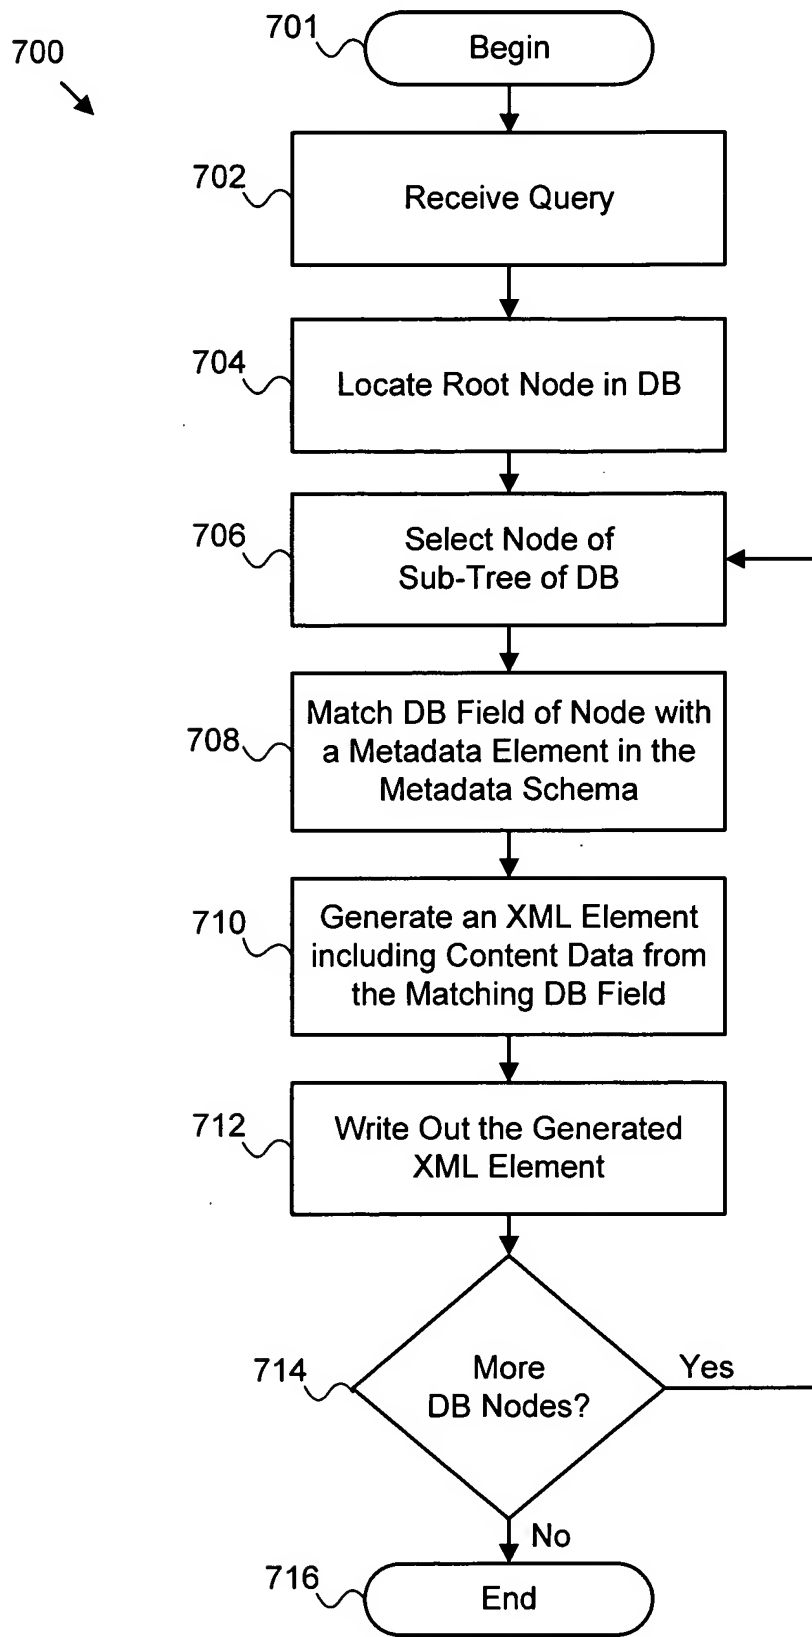 700
701
Begin
702
Receive Query
704
Locate Root Node in DB
706
Select Node of
Sub-Tree of DB
708
Match DB Field of Node with
a Metadata Element in the
Metadata Schema
710
Generate an XML Element
including Content Data from
the Matching DB Field
712
Write Out the Generated
XML Element
714
More
DB Nodes?
Yes
No
716
End